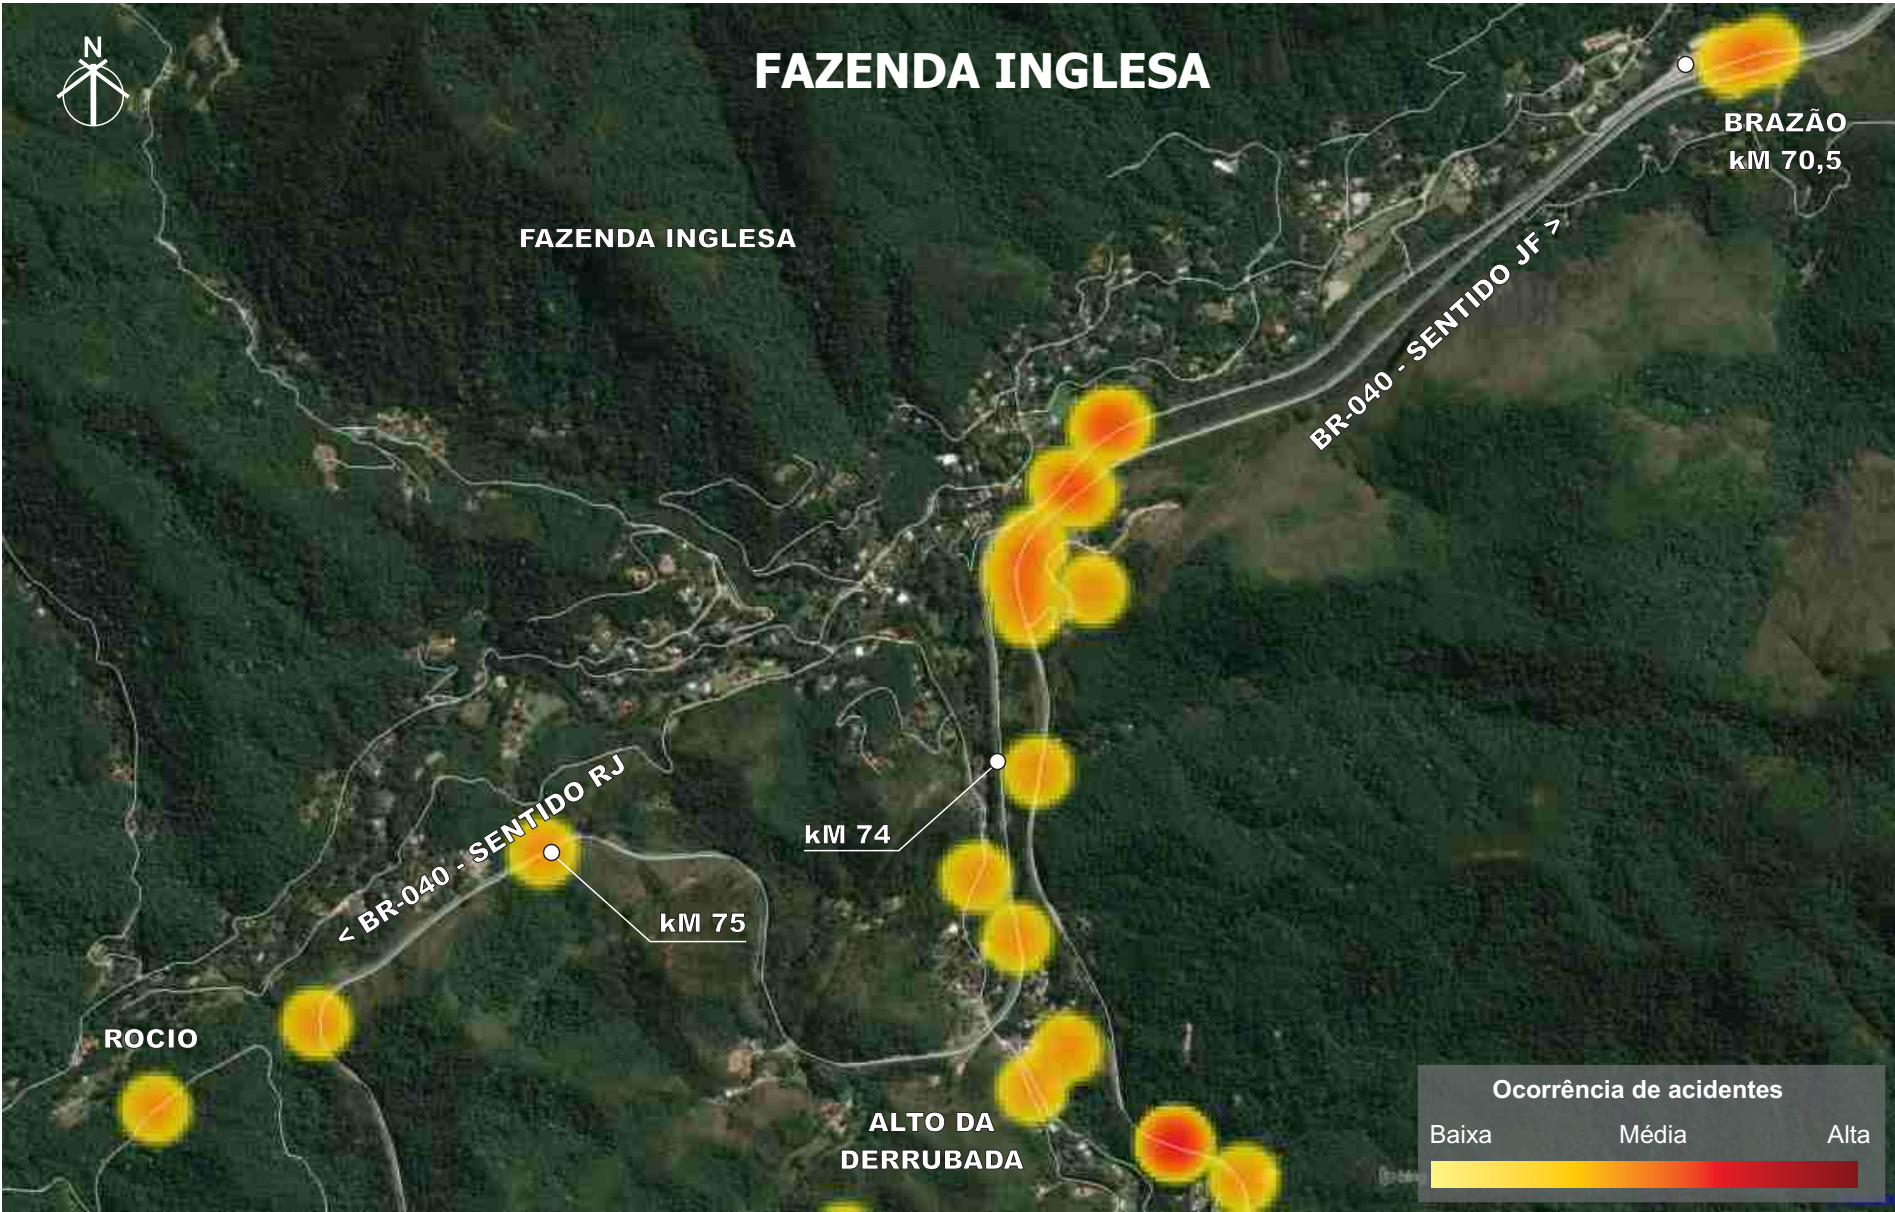 N
FAZENDA INGLESA
BRAZÃO
kM 70,5
FAZENDA INGLESA
BR-040 - SENTIDO JF >
< BR-040 - SENTIDO RJ
kM 74
kM 75
ROCIO
ALTO DA
DERRUBADA
Ocorrência de acidentes
Baixa Média Alta